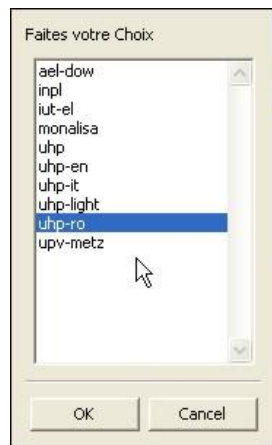 Faites votre Choix
ael-dow
inpl
iut-el
monalisa
uhp
uhp-en
uhp-it
uhp-light
uhp-ro
upv-metz
OK
Cancel